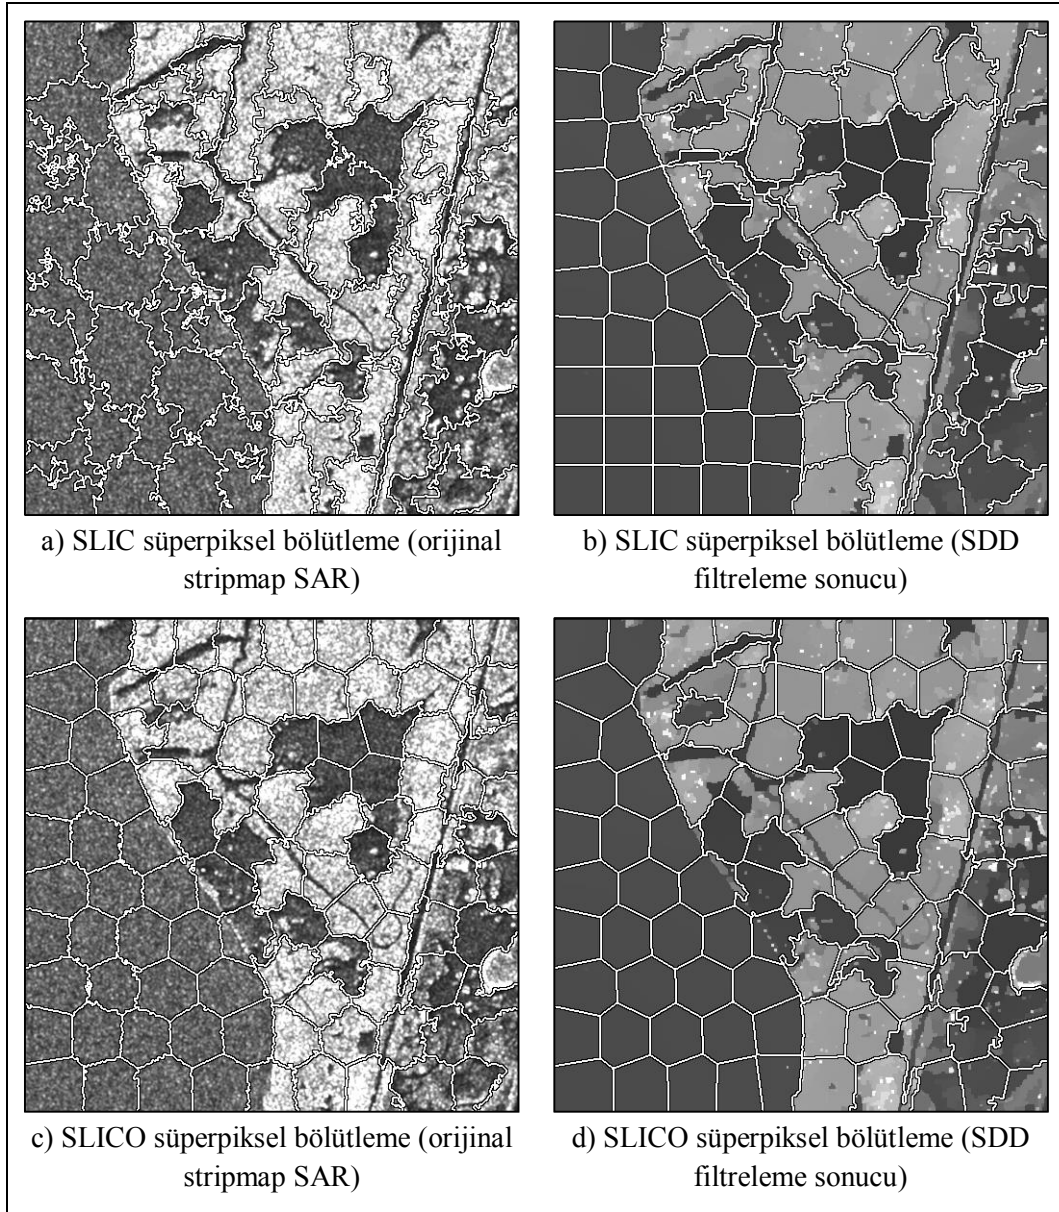 a) SLIC süperpiksel bölütleme (orijinal
stripmap SAR)
b) SLIC süperpiksel bölütleme (SDD
filtreleme sonucu)
c) SLICO süperpiksel bölütleme (orijinal
stripmap SAR)
d) SLICO süperpiksel bölütleme (SDD
filtreleme sonucu)